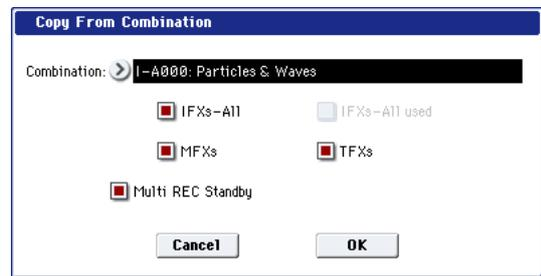 Copy From Combination
Combination: I-A000: Particles & Waves
IFXs-All IFXs-All used
MFXs TFXs
Multi REC Standby
Cancel OK